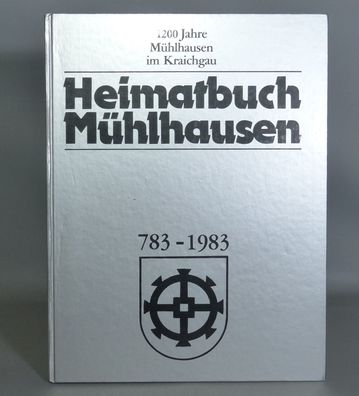 1200 Jahre
Mühlhausen
im Kraichgau
Heimatbuch
Mühlhausen
783 - 1983